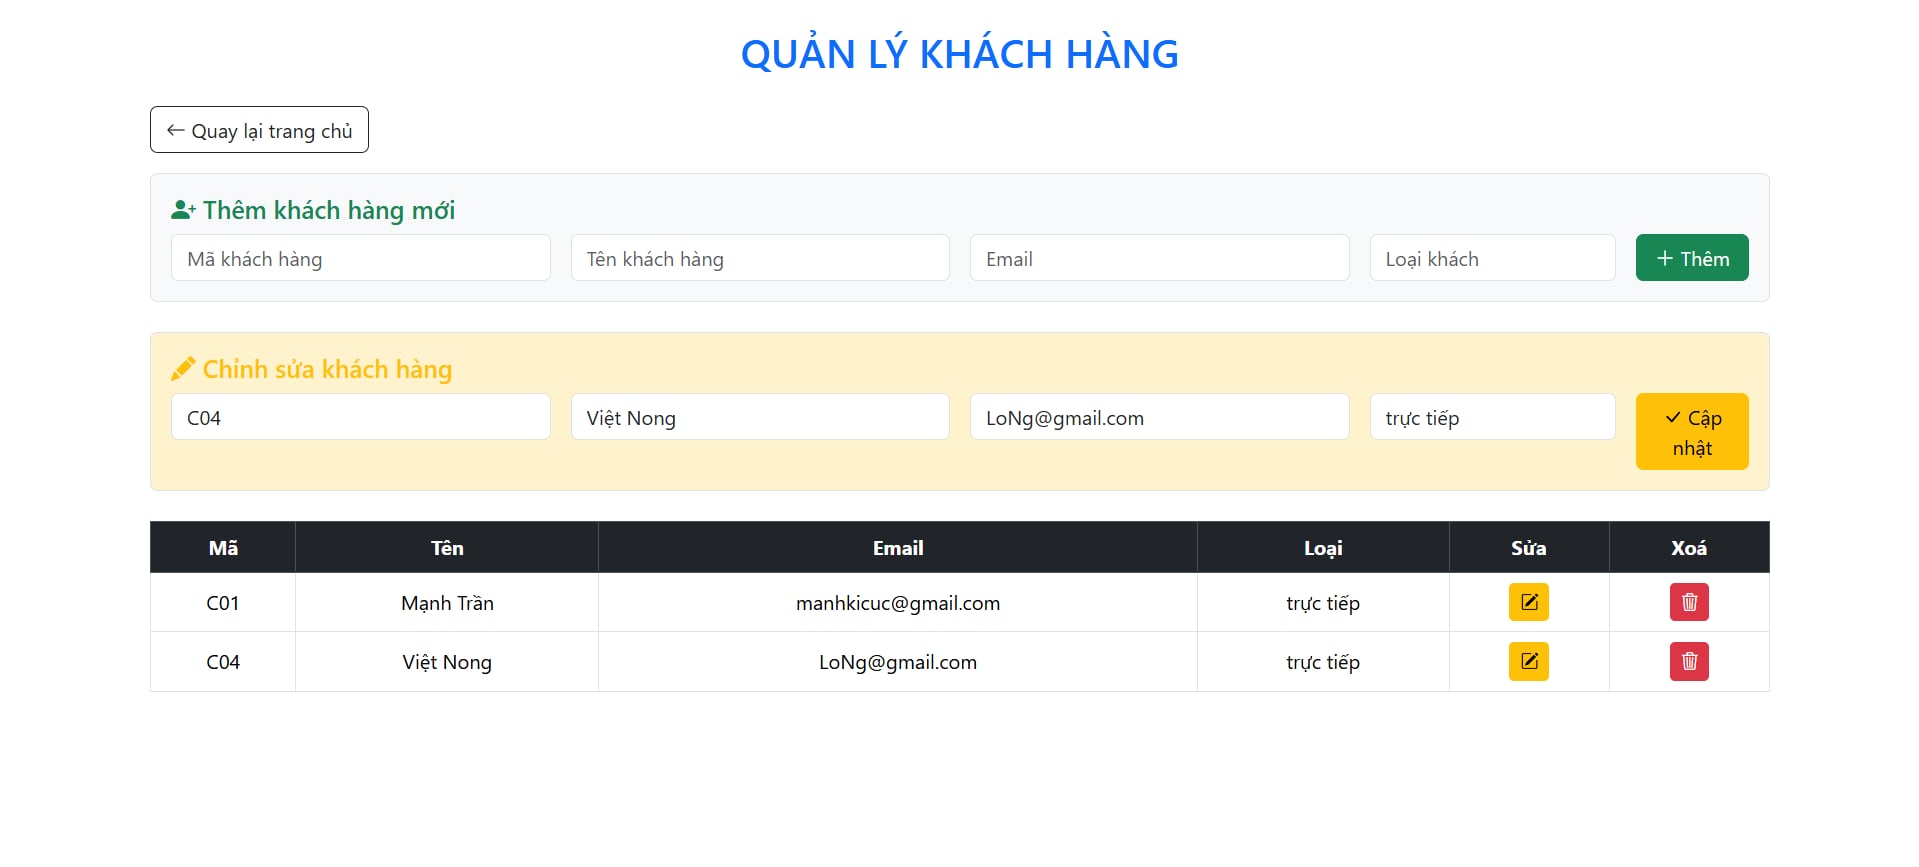 QUẢN LÝ KHÁCH HÀNG
Quay lại trang chủ
Thêm khách hàng mới
Mã khách hàng Tên khách hàng Email Loại khách Thêm
Chỉnh sửa khách hàng
C04 Việt Nong LoNg@gmail.com trực tiếp Cập
nhật
Mã Tên Email Loại Sửa Xoá
C01 Mạnh Trần manhkicuc@gmail.com trực tiếp
C04 Việt Nong LoNg@gmail.com trực tiếp